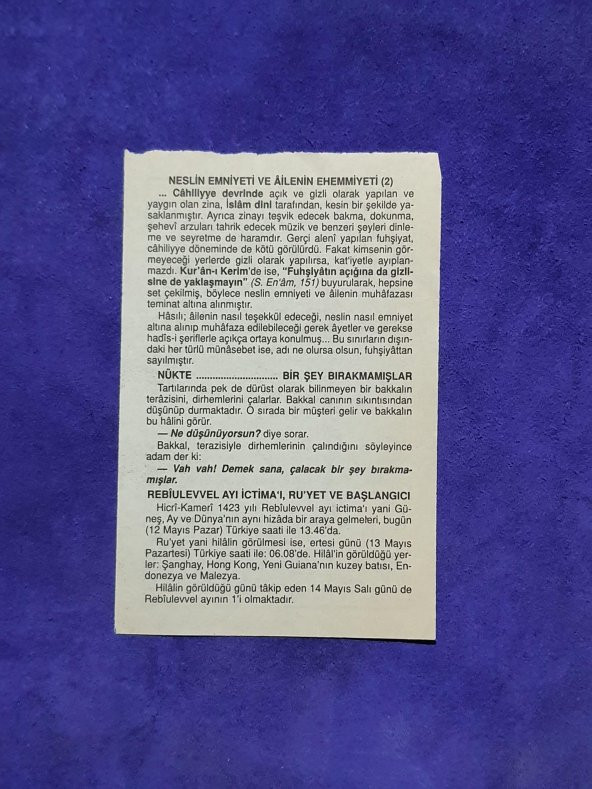 NESLİN EMNİYETİ VE ÂİLENİN EHEMMİYETİ (2)
... Câhiliyye devrinde açık ve gizli olarak yapılan ve
yaygın olan zina, İslâm dini tarafından, kesin bir şekilde ya-
saklanmıştır. Ayrıca zinayı teşvik edecek bakma, dokunma,
şehevî arzuları tahrik edecek müzik ve benzeri şeyleri dinle-
me ve seyretme de haramdır. Gerçi alenî yapılan fuhşiyat,
câhiliyye döneminde de kötü görülürdü. Fakat kimsenin gör-
meyeceği yerlerde gizli olarak yapılırsa, kat'iyetle ayıplan-
mazdı. Kur'ân-ı Kerim'de ise, "Fuhşiyâtın açığına da gizli-
sine de yaklaşmayın" (S. En'âm, 151) buyurularak, hepsine
set çekilmiş, böylece neslin emniyeti ve âilenin muhâfazası
teminat altına alınmıştır.
Hâsılı; âilenin nasıl teşekkül edeceği, neslin nasıl emniyet
altına alınıp muhâfaza edilebileceği gerek âyetler ve gerekse
hadîs-i şeriflerle açıkça ortaya konulmuş... Bu sınırların dışın-
daki her türlü münâsebet ise, adı ne olursa olsun, fuhşiyâttan
sayılmıştır.
NÜKTE ............................ BİR ŞEY BIRAKMAMIŞLAR
Tartılarında pek de dürüst olarak bilinmeyen bir bakkalın
terâzisini, dirhemlerini çalarlar. Bakkal canının sıkıntısından
düşünüp durmaktadır. O sırada bir müşteri gelir ve bakkalın
bu hâlini görür.
— Ne düşünüyorsun? diye sorar.
Bakkal, terazisiyle dirhemlerinin çalındığını söyleyince
adam der ki:
— Vah vah! Demek sana, çalacak bir şey bırakma-
mışlar.
REBÎULEVVEL AYI İCTİMA'I, RU'YET VE BAŞLANGICI
Hicrî-Kamerî 1423 yılı Rebîulevvel ayı ictima'ı yani Gü-
neş, Ay ve Dünya'nın aynı hizâda bir araya gelmeleri, bugün
(12 Mayıs Pazar) Türkiye saati ile 13.46'da.
Ru'yet yani hilâlin görülmesi ise, ertesi günü (13 Mayıs
Pazartesi) Türkiye saati ile: 06.08'de. Hilâl'in görüldüğü yer-
ler: Şanghay, Hong Kong, Yeni Guiana'nın kuzey batısı, En-
donezya ve Malezya.
Hilâlin görüldüğü günü tâkip eden 14 Mayıs Salı günü de
Rebîulevvel ayının 1'i olmaktadır.